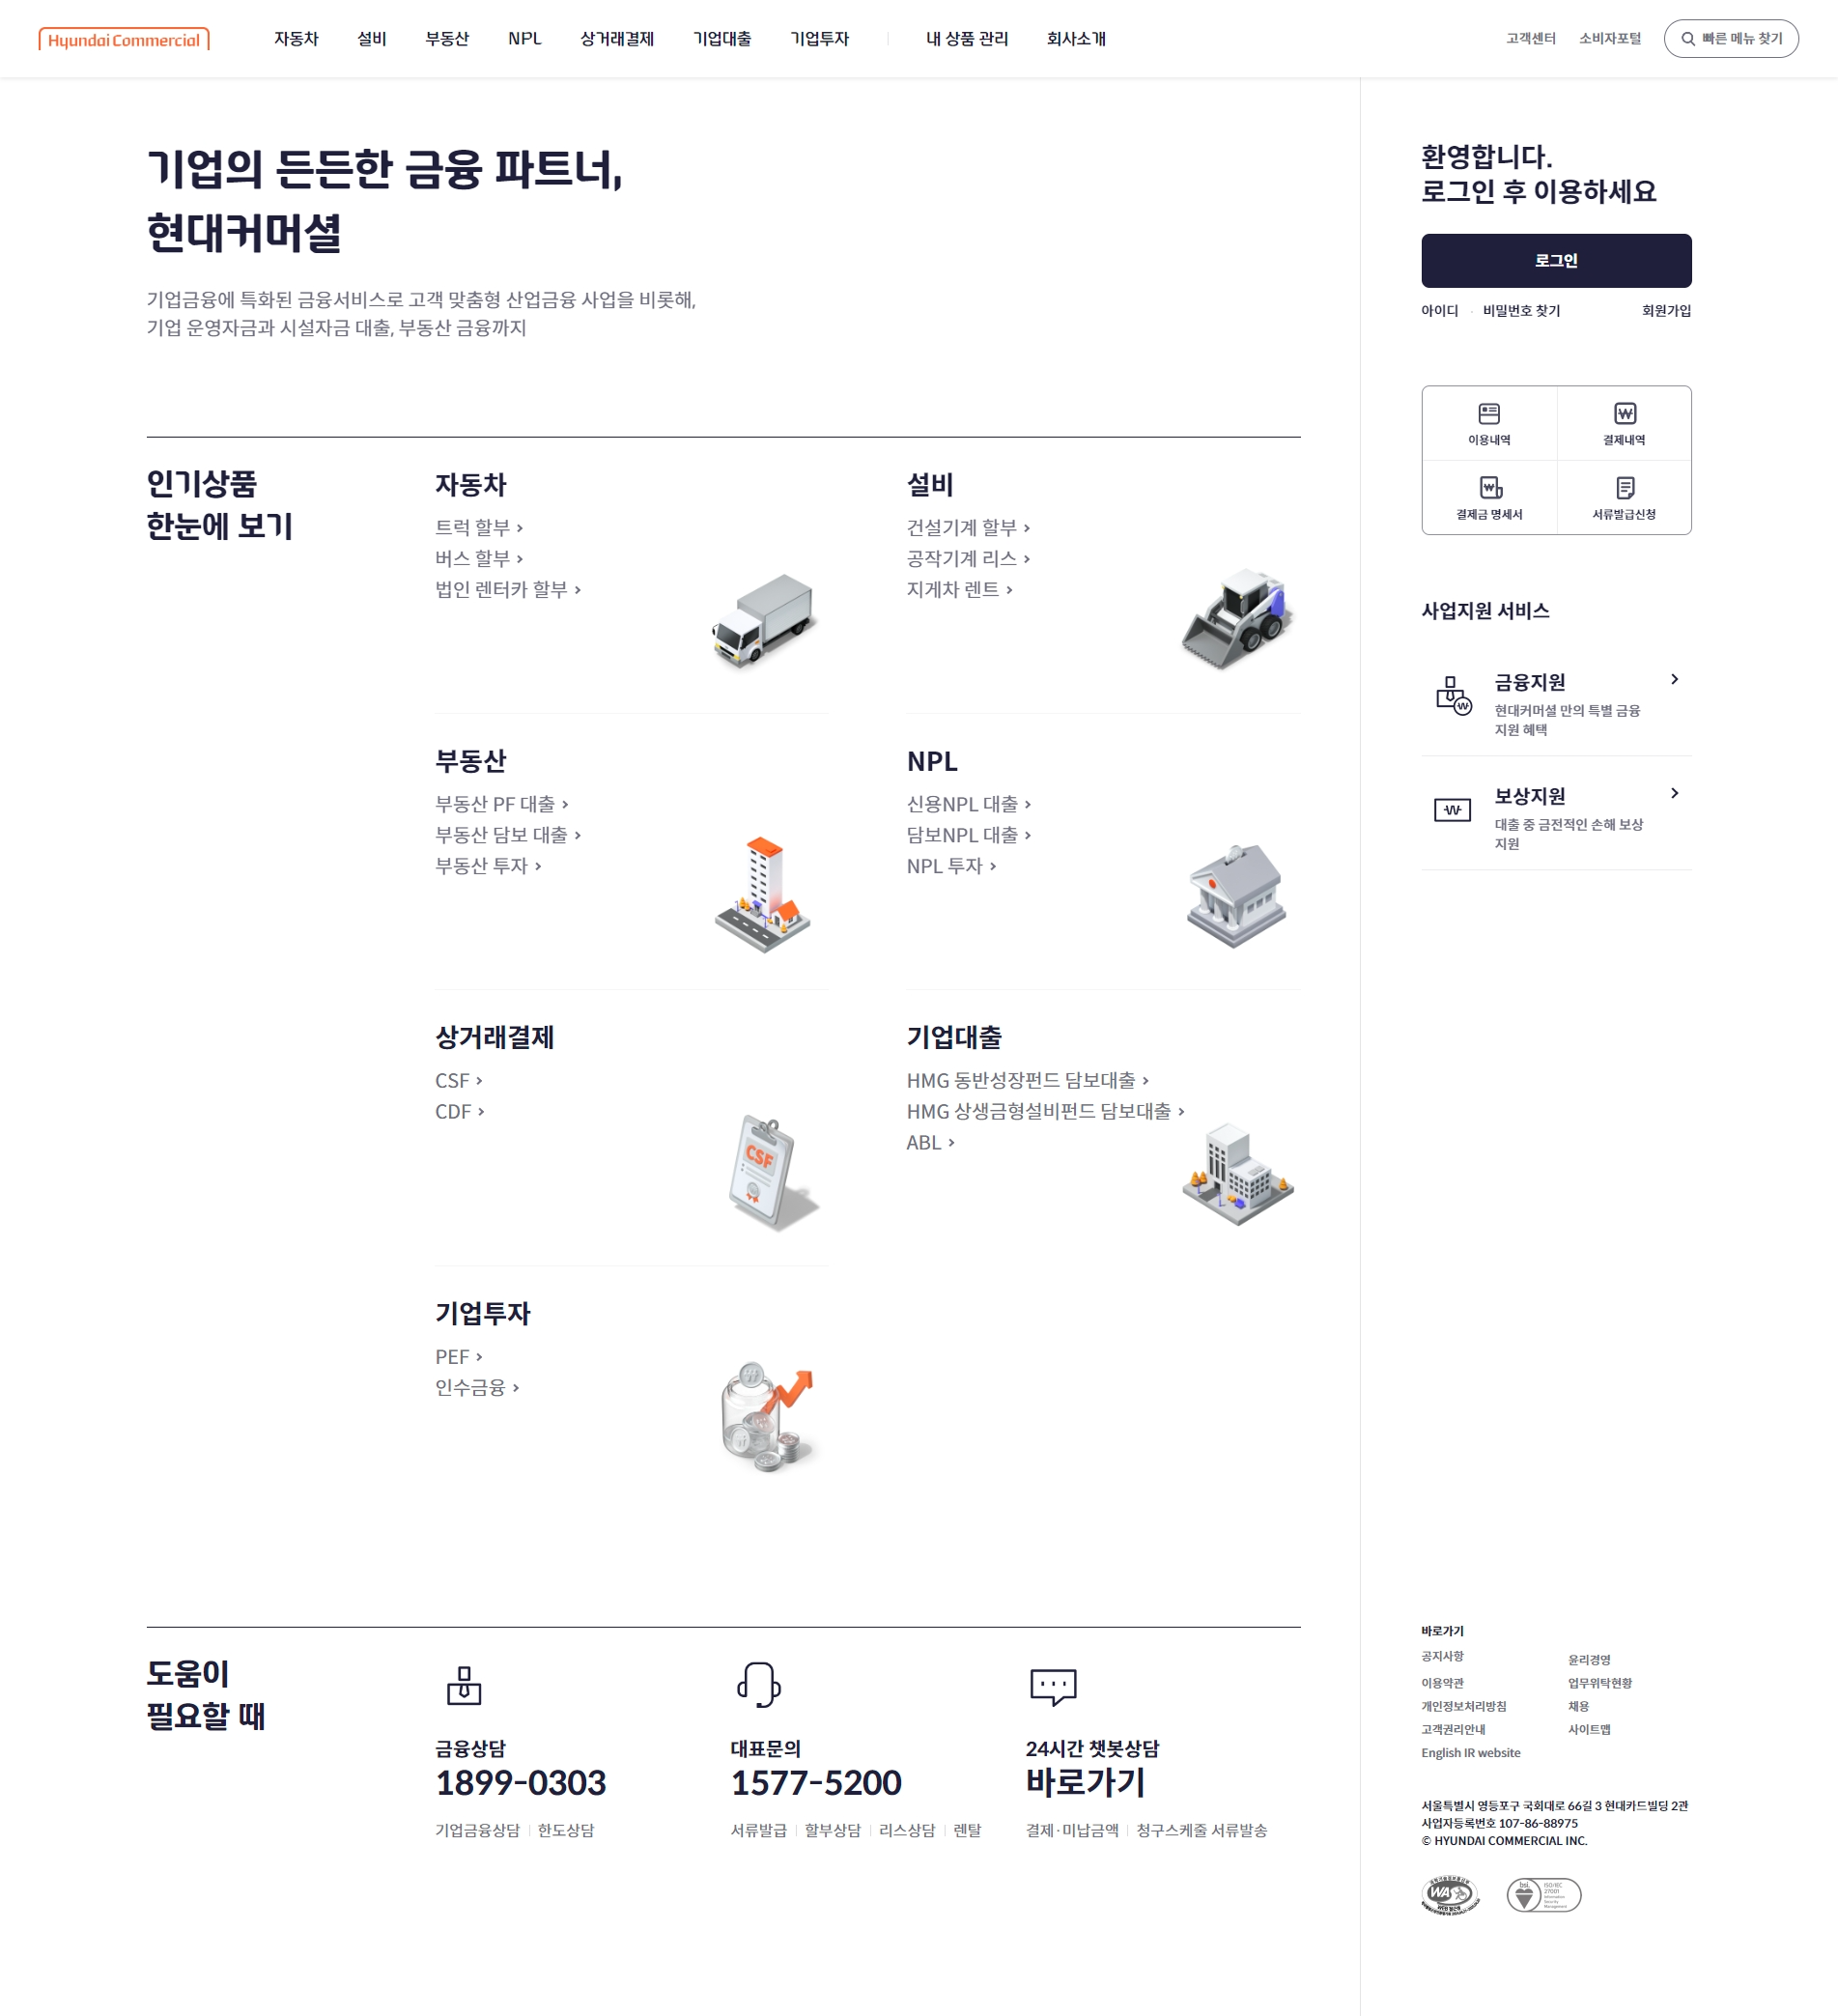 Hyundai Commercial
자동차 설비 부동산 NPL 상거래결제 기업대출 기업투자 내 상품 관리 회사소개
고객센터 소비자포털 빠른 메뉴 찾기
기업의 든든한 금융 파트너,
현대커머셜
기업금융에 특화된 금융서비스로 고객 맞춤형 산업금융 사업을 비롯해,
기업 운영자금과 시설자금 대출, 부동산 금융까지
인기상품
한눈에 보기
자동차
트럭 할부
버스 할부
법인 렌터카 할부
설비
건설기계 할부
공작기계 리스
지게차 렌트
부동산
부동산 PF 대출
부동산 담보 대출
부동산 투자
NPL
신용NPL 대출
담보NPL 대출
NPL 투자
상거래결제
CSF
CDF
CSF
기업대출
HMG 동반성장펀드 담보대출
HMG 상생금형설비펀드 담보대출
ABL
기업투자
PEF
인수금융
도움이
필요할 때
금융상담
1899-0303
기업금융상담 한도상담
대표문의
1577-5200
서류발급 할부상담 리스상담 렌탈
24시간 챗봇상담
바로가기
결제·미납금액 청구스케줄 서류발송
환영합니다.
로그인 후 이용하세요
로그인
아이디 · 비밀번호 찾기 회원가입
이용내역 결제내역
결제금 명세서 서류발급신청
사업지원 서비스
금융지원
현대커머셜 만의 특별 금융
지원 혜택
보상지원
대출 중 금전적인 손해 보상
지원
바로가기
공지사항 윤리경영
이용약관 업무위탁현황
개인정보처리방침 채용
고객권리안내 사이트맵
English IR website
서울특별시 영등포구 국회대로 66길 3 현대카드빌딩 2관
사업자등록번호 107-86-88975
© HYUNDAI COMMERCIAL INC.
WA
bsi. ISO/IEC
27001
Information
Security
Management